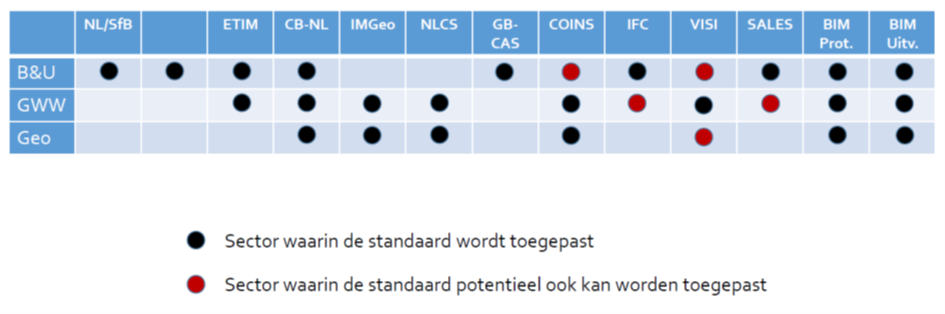 NL/SfB ETIM CB-NL IMGeo NLCS GB- COINS IFC VISI SALES BIM BIM
CAS Prot. Uitv.
B&U
GWW
Geo
Sector waarin de standaard wordt toegepast
Sector waarin de standaard potentieel ook kan worden toegepast